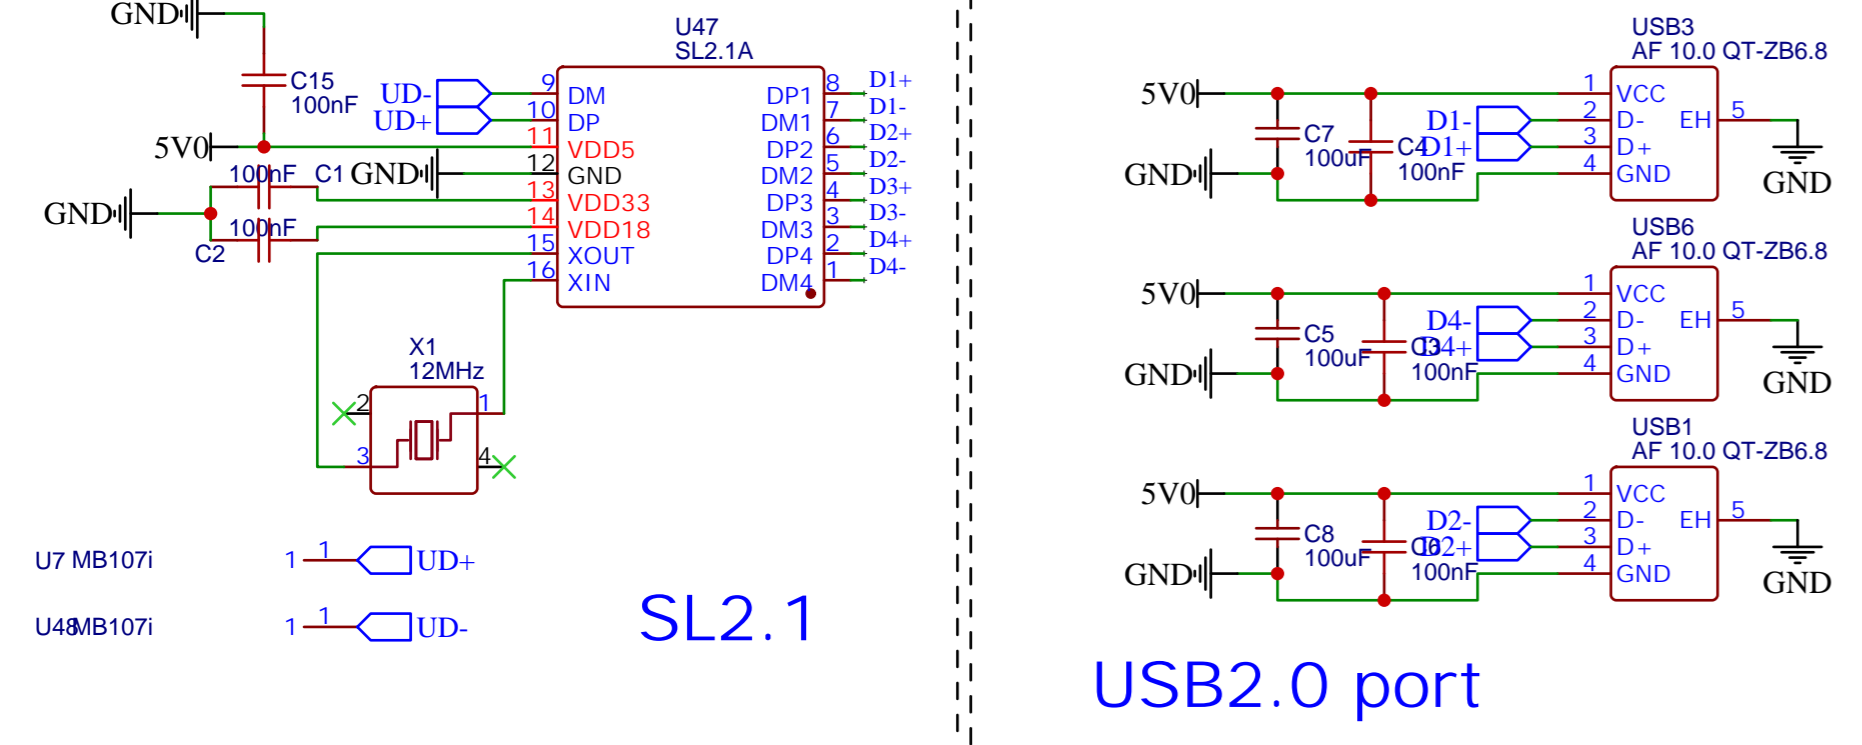 GND
C15
100nF
5V0
UD-
UD+
GND
100nF
C1
GND
100nF
C2
U47
SL2.1A
9
10
11
12
13
14
15
16
DM
DP
VDD5
GND
VDD33
VDD18
XOUT
XIN
DP1
DM1
DP2
DM2
DP3
DM3
DP4
DM4
8
7
6
5
4
3
2
1
D1+
D1-
D2+
D2-
D3+
D3-
D4+
D4-
X1
12MHz
2
1
3
4
U7 MB107i
1
1
UD+
U48 MB107i
1
1
UD-
SL2.1
USB3
AF 10.0 QT-ZB6.8
5V0
GND
C7
100uF
C4
100nF
D1-
D1+
1
2
3
4
VCC
D-
D+
GND
EH
5
GND
USB6
AF 10.0 QT-ZB6.8
5V0
GND
C5
100uF
C3
100nF
D4-
D4+
1
2
3
4
VCC
D-
D+
GND
EH
5
GND
USB1
AF 10.0 QT-ZB6.8
5V0
GND
C8
100uF
C6
100nF
D2-
D2+
1
2
3
4
VCC
D-
D+
GND
EH
5
GND
USB2.0 port